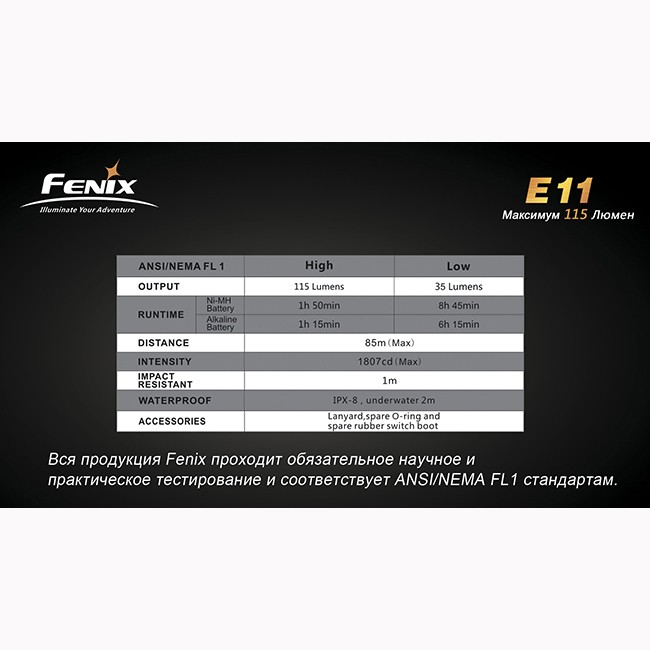 FENIX
Illuminate Your Adventure
E11
Максимум 115 Люмен
ANSI/NEMA FL 1 High Low
OUTPUT 115 Lumens 35 Lumens
RUNTIME
Ni-MH
Battery 1h 50min 8h 45min
Alkaline
Battery 1h 15min 6h 15min
DISTANCE 85m(Max)
INTENSITY 1807cd(Max)
IMPACT
RESISTANT 1m
WATERPROOF IPX-8 , underwater 2m
ACCESSORIES Lanyard,spare O-ring and
spare rubber switch boot
Вся продукция Fenix проходит обязательное научное и
практическое тестирование и соответствует ANSI/NEMA FL1 стандартам.